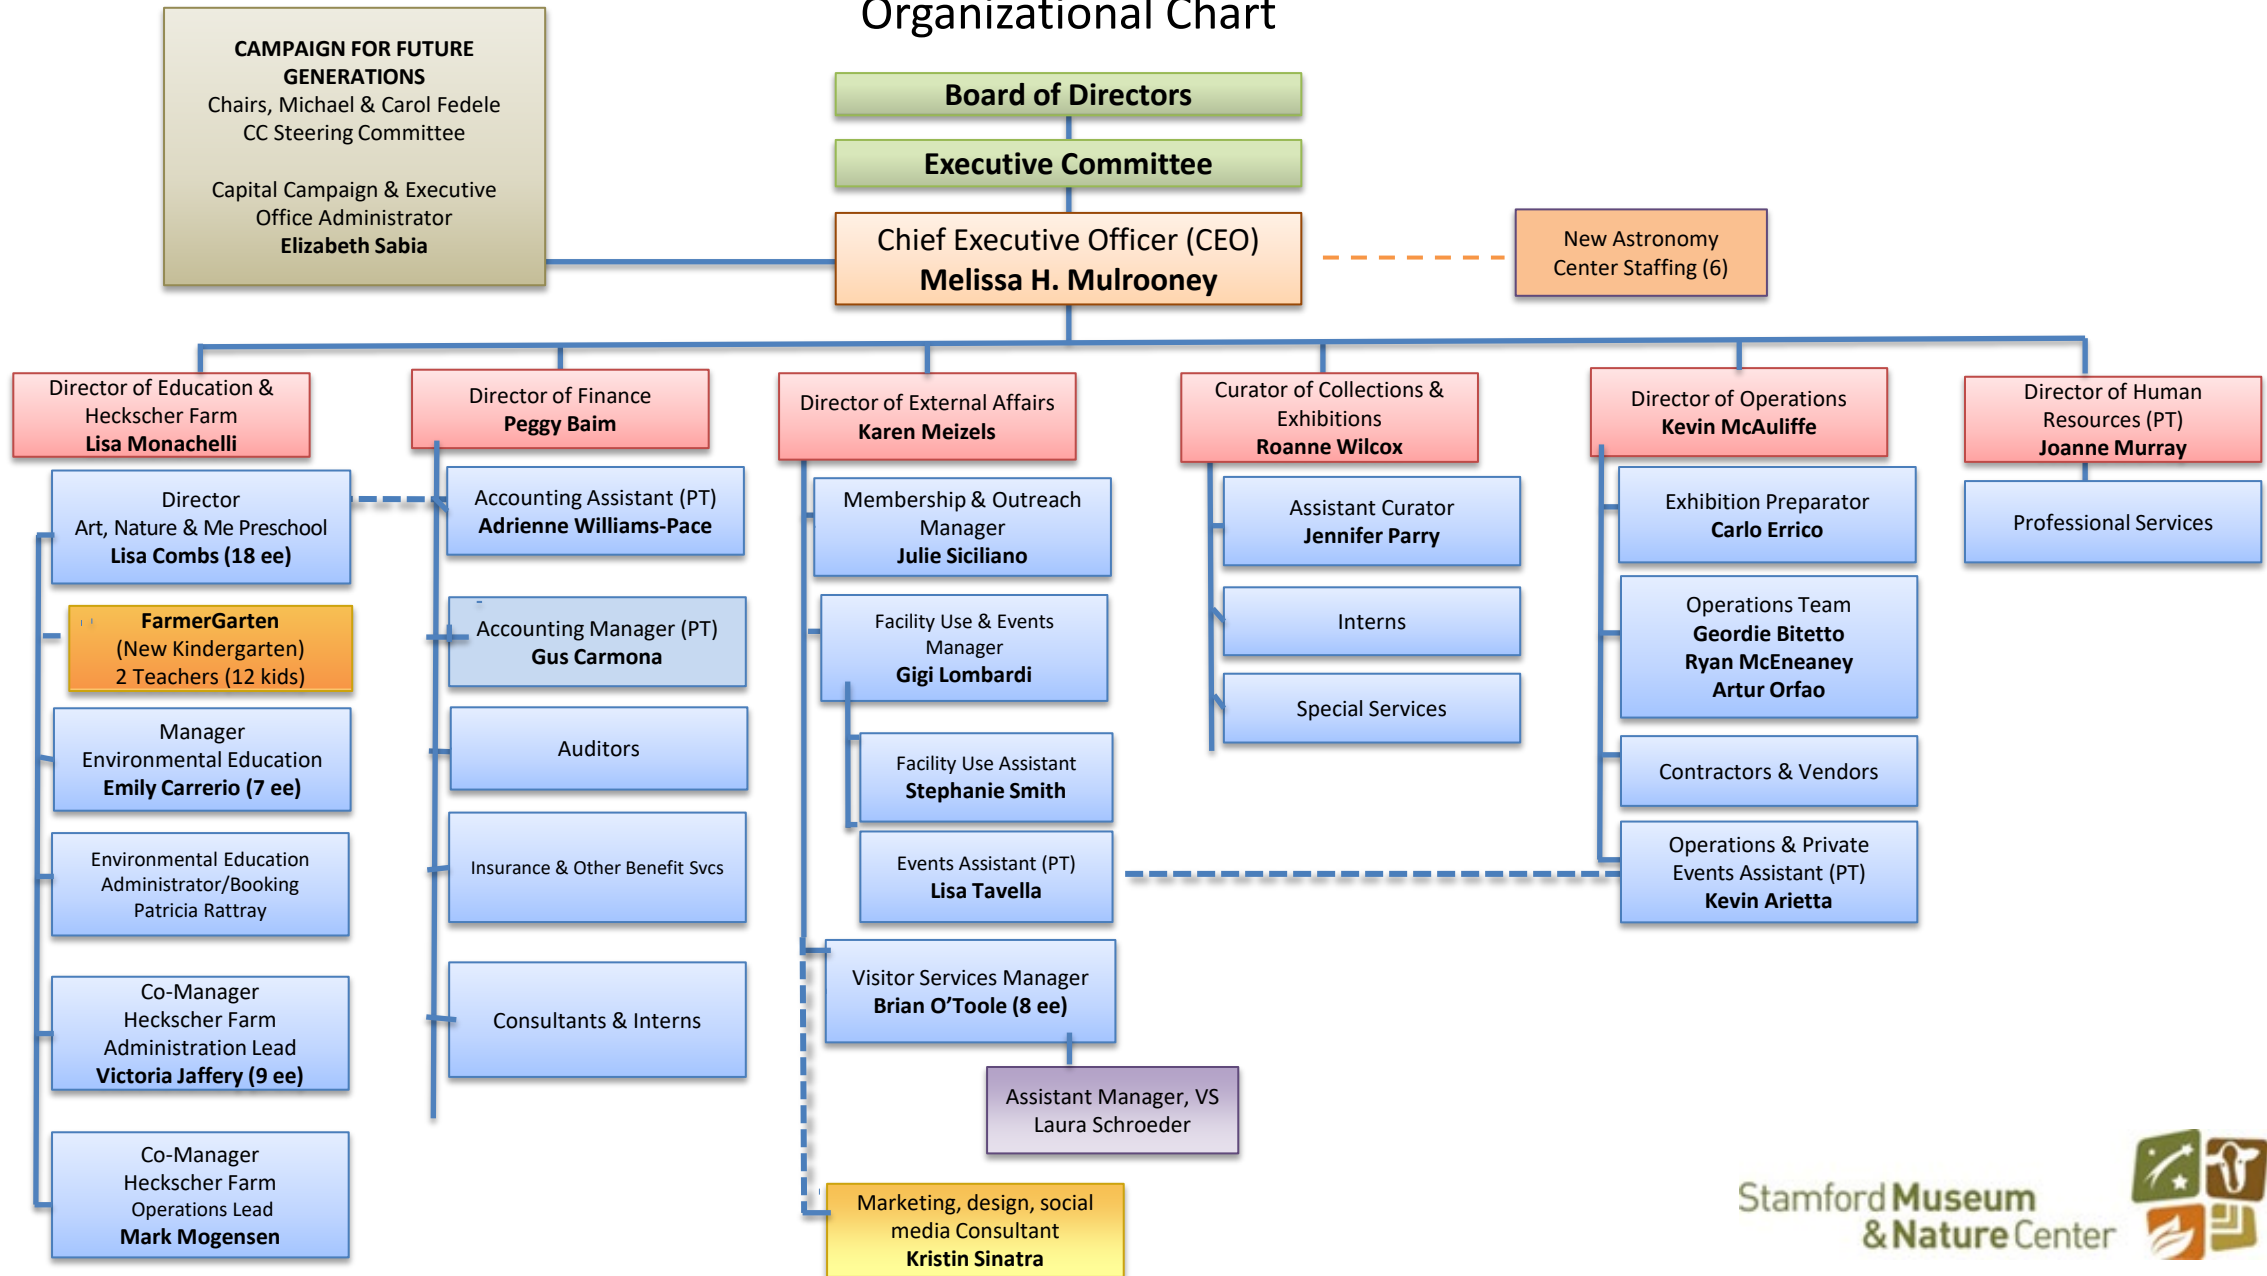 Organizational Chart
CAMPAIGN FOR FUTURE
GENERATIONS
Chairs, Michael & Carol Fedele
CC Steering Committee
Capital Campaign & Executive
Office Administrator
Elizabeth Sabia
Board of Directors
Executive Committee
Chief Executive Officer (CEO)
Melissa H. Mulrooney
New Astronomy
Center Staffing (6)
Director of Education &
Heckscher Farm
Lisa Monachelli
Director
Art, Nature & Me Preschool
Lisa Combs (18 ee)
FarmerGarten
(New Kindergarten)
2 Teachers (12 kids)
Manager
Environmental Education
Emily Carrerio (7 ee)
Environmental Education
Administrator/Booking
Patricia Rattray
Co-Manager
Heckscher Farm
Administration Lead
Victoria Jaffery (9 ee)
Co-Manager
Heckscher Farm
Operations Lead
Mark Mogensen
Director of Finance
Peggy Baim
Accounting Assistant (PT)
Adrienne Williams-Pace
Accounting Manager (PT)
Gus Carmona
Auditors
Insurance & Other Benefit Svcs
Consultants & Interns
Director of External Affairs
Karen Meizels
Membership & Outreach
Manager
Julie Siciliano
Facility Use & Events
Manager
Gigi Lombardi
Facility Use Assistant
Stephanie Smith
Events Assistant (PT)
Lisa Tavella
Visitor Services Manager
Brian O’Toole (8 ee)
Assistant Manager, VS
Laura Schroeder
Marketing, design, social
media Consultant
Kristin Sinatra
Curator of Collections &
Exhibitions
Roanne Wilcox
Assistant Curator
Jennifer Parry
Interns
Special Services
Director of Operations
Kevin McAuliffe
Exhibition Preparator
Carlo Errico
Operations Team
Geordie Bitetto
Ryan McEneaney
Artur Orfao
Contractors & Vendors
Operations & Private
Events Assistant (PT)
Kevin Arietta
Director of Human
Resources (PT)
Joanne Murray
Professional Services
Stamford Museum
& Nature Center